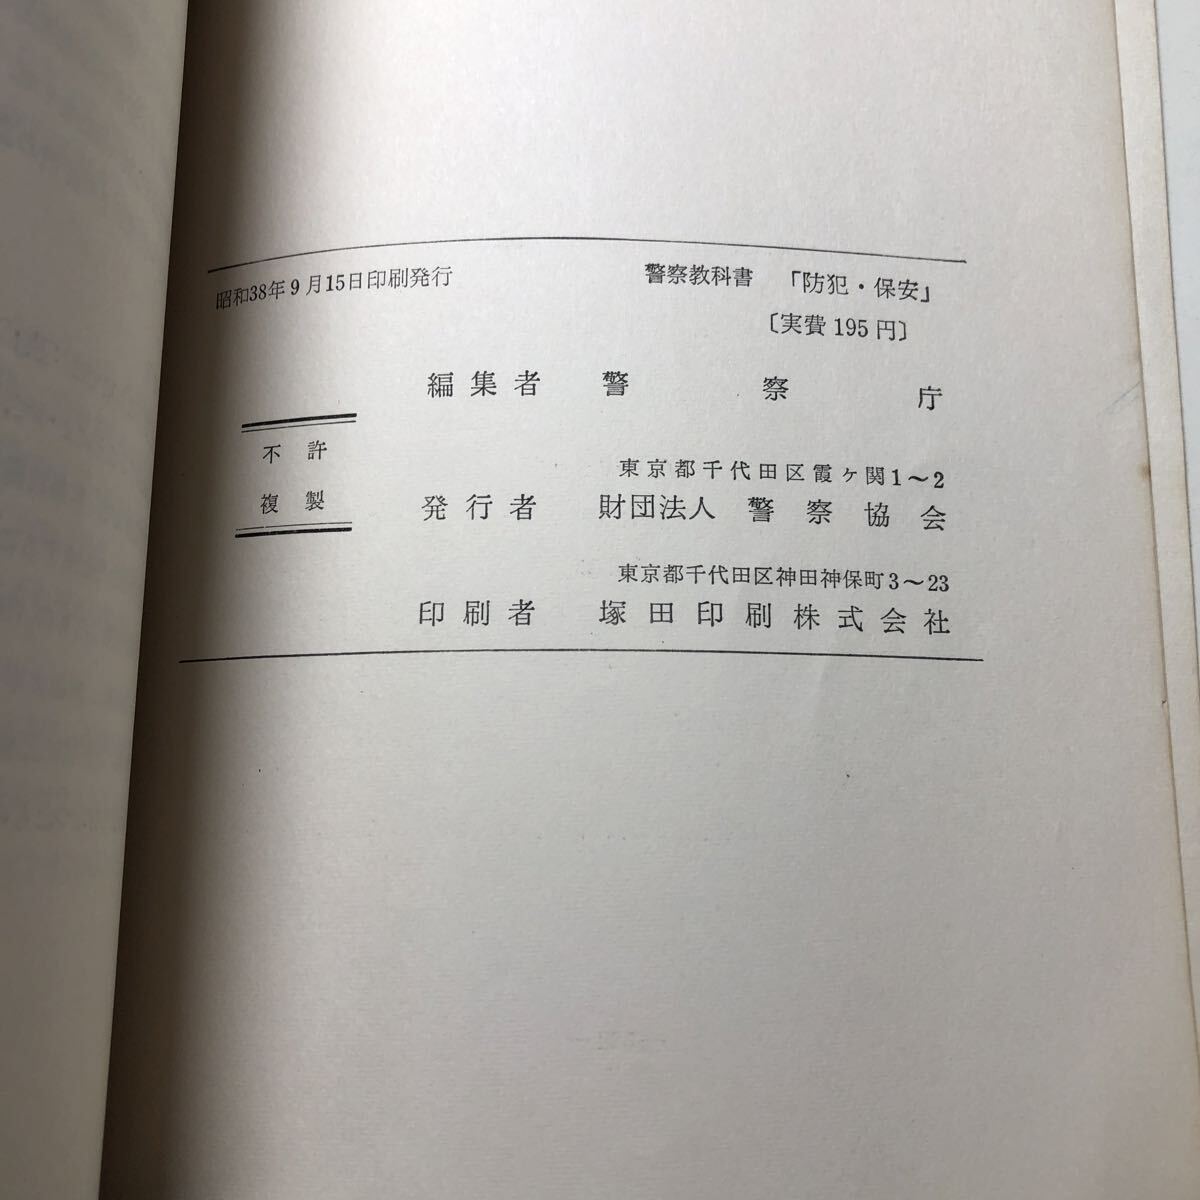 昭和38年9月15日印刷発行
警察教科書 「防犯・保安」
〔実費195円〕
編集者 警察庁
不許
複製
東京都千代田区霞ヶ関1～2
発行者 財団法人 警察協会
東京都千代田区神田神保町3～23
印刷者 塚田印刷株式会社